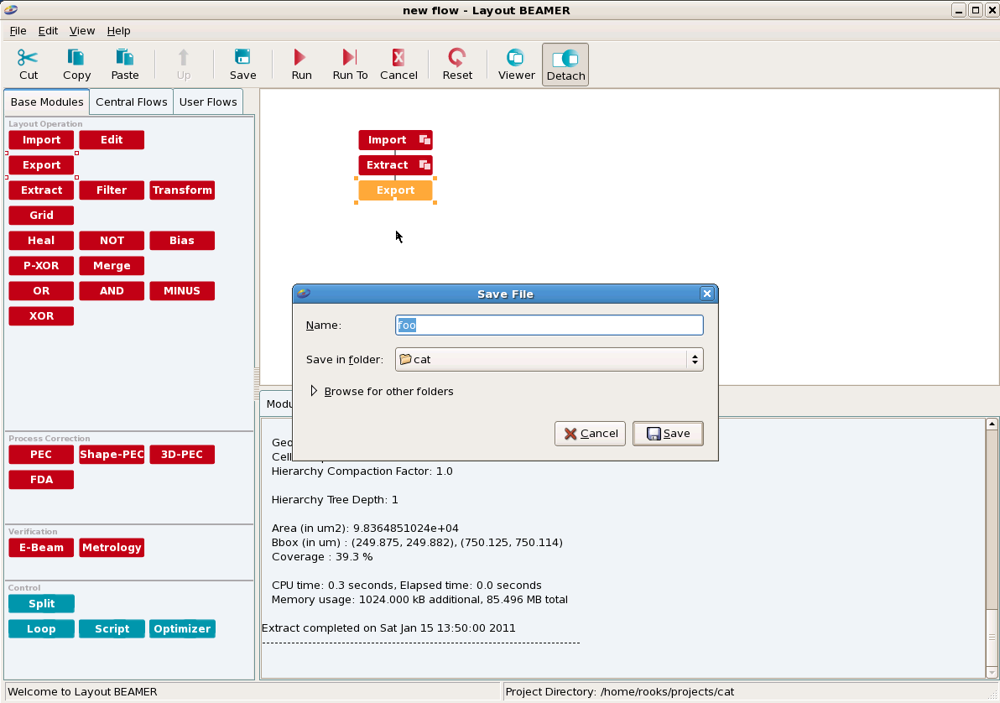 new flow - Layout BEAMER
File Edit View Help
Cut Copy Paste Up Save Run Run To Cancel Reset Viewer Detach
Base Modules Central Flows User Flows
Layout Operation
Import Edit
Export
Extract Filter Transform
Grid
Heal NOT Bias
P-XOR Merge
OR AND MINUS
XOR
Process Correction
PEC Shape-PEC 3D-PEC
FDA
Verification
E-Beam Metrology
Control
Split
Loop Script Optimizer
Import
Extract
Export
Save File
Name: foo
Save in folder: cat
Browse for other folders
Cancel Save
Hierarchy Compaction Factor: 1.0
Hierarchy Tree Depth: 1
Area (in um2): 9.8364851024e+04
Bbox (in um) : (249.875, 249.882), (750.125, 750.114)
Coverage : 39.3 %
CPU time: 0.3 seconds, Elapsed time: 0.0 seconds
Memory usage: 1024.000 kB additional, 85.496 MB total
Extract completed on Sat Jan 15 13:50:00 2011
Welcome to Layout BEAMER
Project Directory: /home/rooks/projects/cat